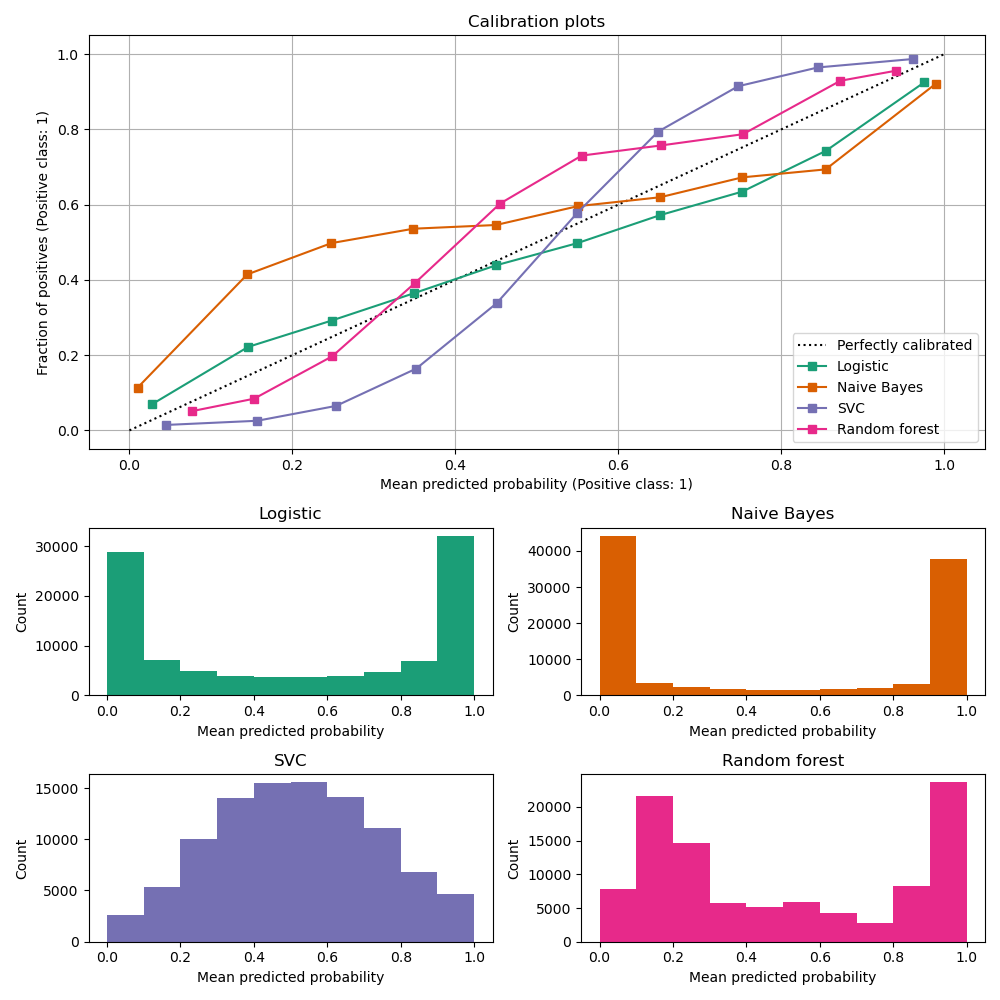 Calibration plots
Fraction of positives (Positive class: 1)
1.0
0.8
0.6
0.4
0.2
0.0
Perfectly calibrated
Logistic
Naive Bayes
SVC
Random forest
0.0 0.2 0.4 0.6 0.8 1.0
Mean predicted probability (Positive class: 1)
Logistic
Count
30000
20000
10000
0
0.0 0.2 0.4 0.6 0.8 1.0
Mean predicted probability
Naive Bayes
Count
40000
30000
20000
10000
0
0.0 0.2 0.4 0.6 0.8 1.0
Mean predicted probability
SVC
Count
15000
10000
5000
0
0.0 0.2 0.4 0.6 0.8 1.0
Mean predicted probability
Random forest
Count
20000
15000
10000
5000
0
0.0 0.2 0.4 0.6 0.8 1.0
Mean predicted probability